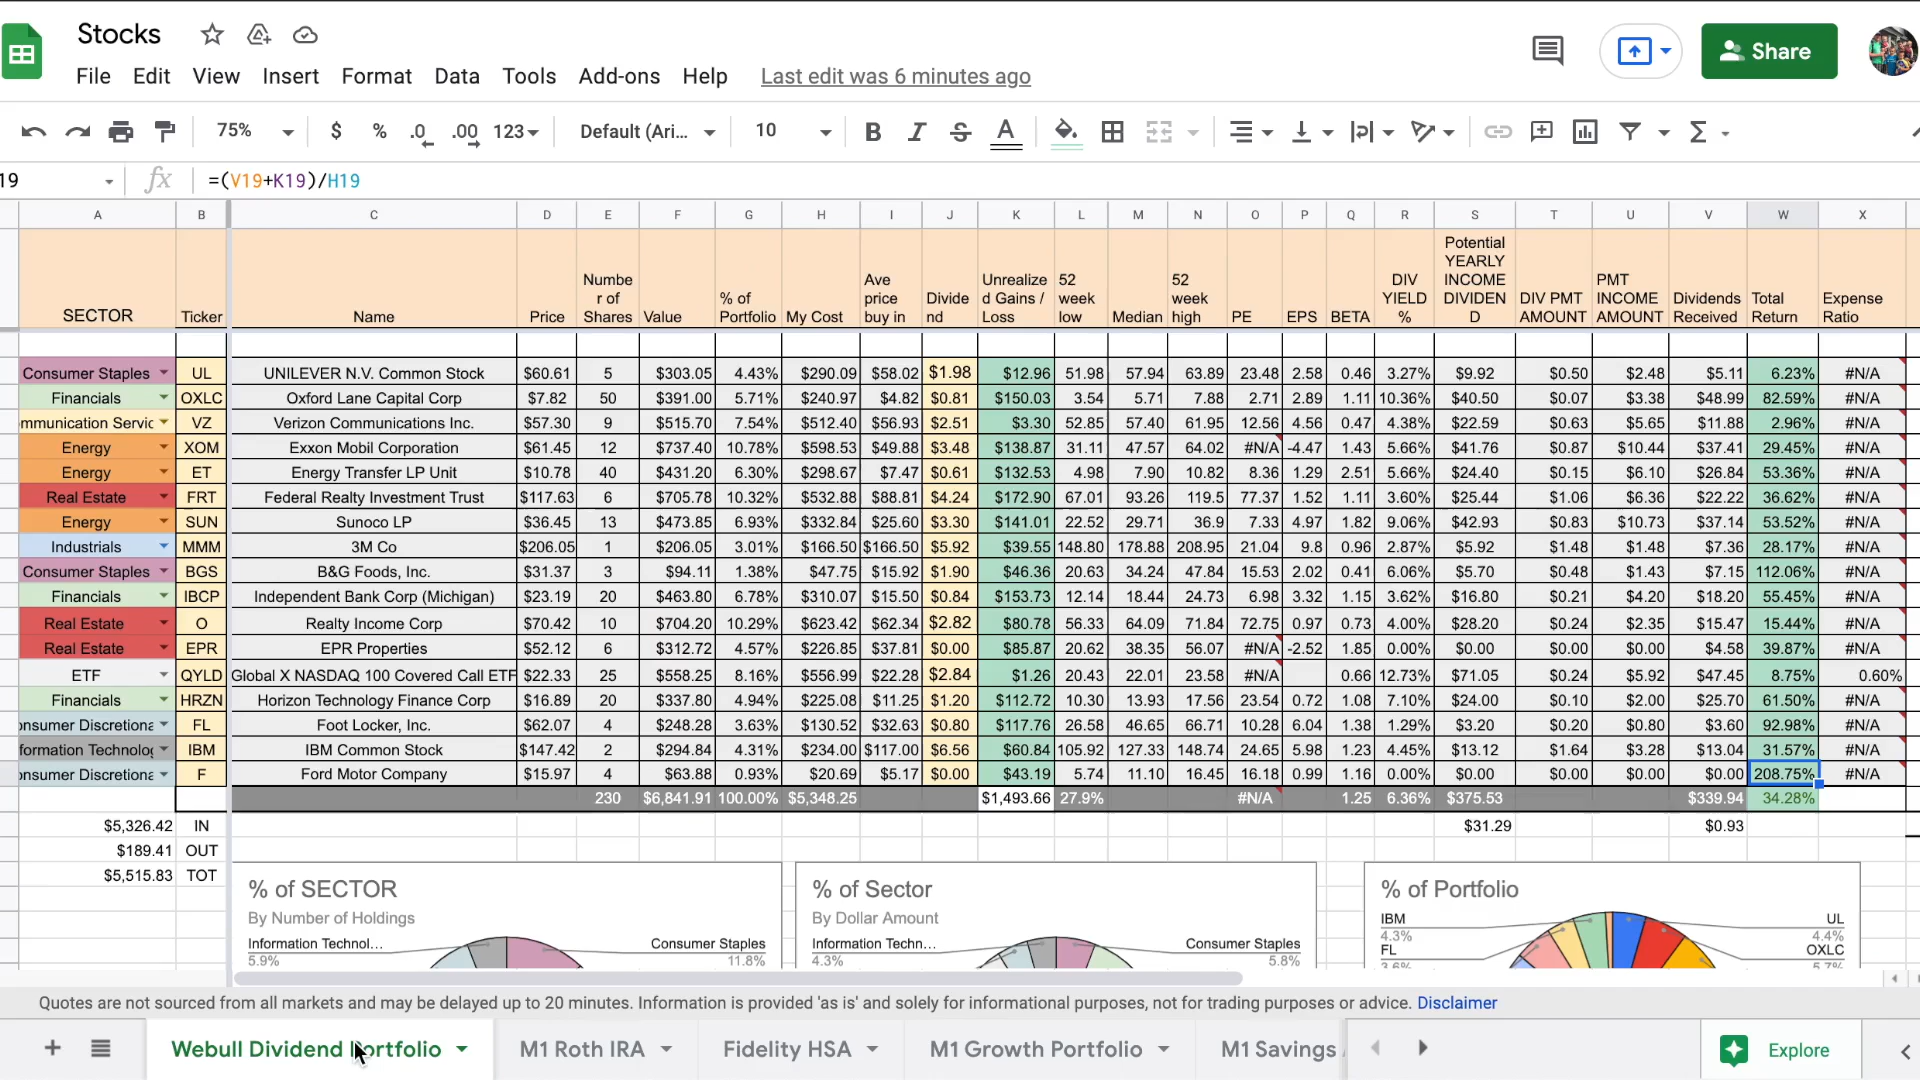 Stocks
File Edit View Insert Format Data Tools Add-ons Help Last edit was 6 minutes ago
Share
75% $ % .0 .00 123 Default (Ari... 10 B I S A
19 fx =(V19+K19)/H19
A B C D E F G H I J K L M N O P Q R S T U V W X
SECTOR Ticker Name Price Number of Shares Value % of Portfolio My Cost Ave price buy in Dividend Unrealized Gains / Loss 52 week low Median 52 week high PE EPS BETA DIV YIELD % Potential YEARLY INCOME DIVIDEND DIV PMT AMOUNT PMT INCOME AMOUNT Dividends Received Total Return Expense Ratio
Consumer Staples UL UNILEVER N.V. Common Stock $60.61 5 $303.05 4.43% $290.09 $58.02 $1.98 $12.96 51.98 57.94 63.89 23.48 2.58 0.46 3.27% $9.92 $0.50 $2.48 $5.11 6.23% #N/A
Financials OXLC Oxford Lane Capital Corp $7.82 50 $391.00 5.71% $240.97 $4.82 $0.81 $150.03 3.54 5.71 7.88 2.71 2.89 1.11 10.36% $40.50 $0.07 $3.38 $48.99 82.59% #N/A
mmunication Servic VZ Verizon Communications Inc. $57.30 9 $515.70 7.54% $512.40 $56.93 $2.51 $3.30 52.85 57.40 61.95 12.56 4.56 0.47 4.38% $22.59 $0.63 $5.65 $11.88 2.96% #N/A
Energy XOM Exxon Mobil Corporation $61.45 12 $737.40 10.78% $598.53 $49.88 $3.48 $138.87 31.11 47.57 64.02 #N/A -4.47 1.43 5.66% $41.76 $0.87 $10.44 $37.41 29.45% #N/A
Energy ET Energy Transfer LP Unit $10.78 40 $431.20 6.30% $298.67 $7.47 $0.61 $132.53 4.98 7.90 10.82 8.36 1.29 2.51 5.66% $24.40 $0.15 $6.10 $26.84 53.36% #N/A
Real Estate FRT Federal Realty Investment Trust $117.63 6 $705.78 10.32% $532.88 $88.81 $4.24 $172.90 67.01 93.26 119.5 77.37 1.52 1.11 3.60% $25.44 $1.06 $6.36 $22.22 36.62% #N/A
Energy SUN Sunoco LP $36.45 13 $473.85 6.93% $332.84 $25.60 $3.30 $141.01 22.52 29.71 36.9 7.33 4.97 1.82 9.06% $42.93 $0.83 $10.73 $37.14 53.52% #N/A
Industrials MMM 3M Co $206.05 1 $206.05 3.01% $166.50 $166.50 $5.92 $39.55 148.80 178.88 208.95 21.04 9.8 0.96 2.87% $5.92 $1.48 $1.48 $7.36 28.17% #N/A
Consumer Staples BGS B&G Foods, Inc. $31.37 3 $94.11 1.38% $47.75 $15.92 $1.90 $46.36 20.63 34.24 47.84 15.53 2.02 0.41 6.06% $5.70 $0.48 $1.43 $7.15 112.06% #N/A
Financials IBCP Independent Bank Corp (Michigan) $23.19 20 $463.80 6.78% $310.07 $15.50 $0.84 $153.73 12.14 18.44 24.73 6.98 3.32 1.15 3.62% $16.80 $0.21 $4.20 $18.20 55.45% #N/A
Real Estate O Realty Income Corp $70.42 10 $704.20 10.29% $623.42 $62.34 $2.82 $80.78 56.33 64.09 71.84 72.75 0.97 0.73 4.00% $28.20 $0.24 $2.35 $15.47 15.44% #N/A
Real Estate EPR EPR Properties $52.12 6 $312.72 4.57% $226.85 $37.81 $0.00 $85.87 20.62 38.35 56.07 #N/A -2.52 1.85 0.00% $0.00 $0.00 $0.00 $4.58 39.87% #N/A
ETF QYLD Global X NASDAQ 100 Covered Call ETF $22.33 25 $558.25 8.16% $556.99 $22.28 $2.84 $1.26 20.43 22.01 23.58 #N/A 0.66 12.73% $71.05 $0.24 $5.92 $47.45 8.75% 0.60%
Financials HRZN Horizon Technology Finance Corp $16.89 20 $337.80 4.94% $225.08 $11.25 $1.20 $112.72 10.30 13.93 17.56 23.54 0.72 1.08 7.10% $24.00 $0.10 $2.00 $25.70 61.50% #N/A
onsumer Discretiona FL Foot Locker, Inc. $62.07 4 $248.28 3.63% $130.52 $32.63 $0.80 $117.76 26.58 46.65 66.71 10.28 6.04 1.38 1.29% $3.20 $0.20 $0.80 $3.60 92.98% #N/A
formation Technolog IBM IBM Common Stock $147.42 2 $294.84 4.31% $234.00 $117.00 $6.56 $60.84 105.92 127.33 148.74 24.65 5.98 1.23 4.45% $13.12 $1.64 $3.28 $13.04 31.57% #N/A
onsumer Discretiona F Ford Motor Company $15.97 4 $63.88 0.93% $20.69 $5.17 $0.00 $43.19 5.74 11.10 16.45 16.18 0.99 1.16 0.00% $0.00 $0.00 $0.00 $0.00 208.75% #N/A
230 $6,841.91 100.00% $5,348.25 $1,493.66 27.9% #N/A 1.25 6.36% $375.53 $339.94 34.28%
$5,326.42 IN $31.29 $0.93
$189.41 OUT
$5,515.83 TOT
% of SECTOR
By Number of Holdings
Information Technol... Consumer Staples
5.9% 11.8%
% of Sector
By Dollar Amount
Information Techn... Consumer Staples
4.3% 5.8%
% of Portfolio
IBM UL
4.3% 4.4%
FL OXLC
3.6% 5.7%
Quotes are not sourced from all markets and may be delayed up to 20 minutes. Information is provided 'as is' and solely for informational purposes, not for trading purposes or advice. Disclaimer
Webull Dividend Portfolio M1 Roth IRA Fidelity HSA M1 Growth Portfolio M1 Savings Explore